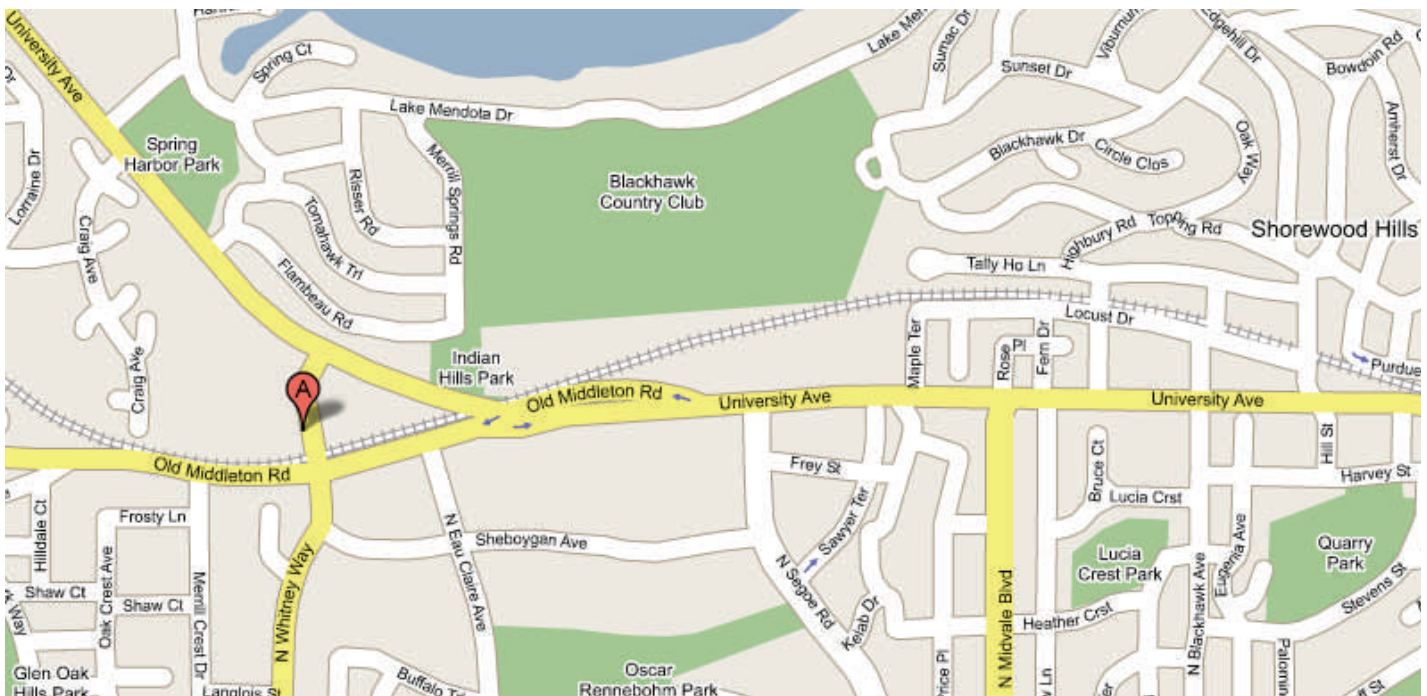 University Ave
Spring Ct
Lake Mendota Dr
Sumac Dr
Sunset Dr
Edgehill Dr
Bowdoin Rd
Amherst Dr
Oak Way
Blackhawk Dr
Circle Clos
Spring
Harbor Park
Lorraine Dr
Craig Ave
Risser Rd
Merrill Springs Rd
Tomahawk Trl
Flambeau Rd
Blackhawk
Country Club
Highbury Rd
Topping Rd
Shorewood Hills
Tally Ho Ln
Locust Dr
Maple Ter
Rose Pl
Fern Dr
Purdue
Craig Ave
Indian
Hills Park
A
Old Middleton Rd
University Ave
University Ave
Old Middleton Rd
Hill St
Harvey St
Frey St
Bruce Ct
Lucia Crst
Sawyer Ter
Hilldale Ct
Frosty Ln
Oak Crest Ave
Shaw Ct
Shaw Ct
Merrill Crest Dr
N Whitney Way
Sheboygan Ave
N Eau Claire Ave
N Segoe Rd
Kelab Dr
N Midvale Blvd
Heather Crst
Lucia
Crest Park
N Blackhawk Ave
Eugenia Ave
Quarry
Park
Stevens St
Way
Glen Oak
Hills Park
Langlois St
Buffalo
Oscar
Rennebohm Park